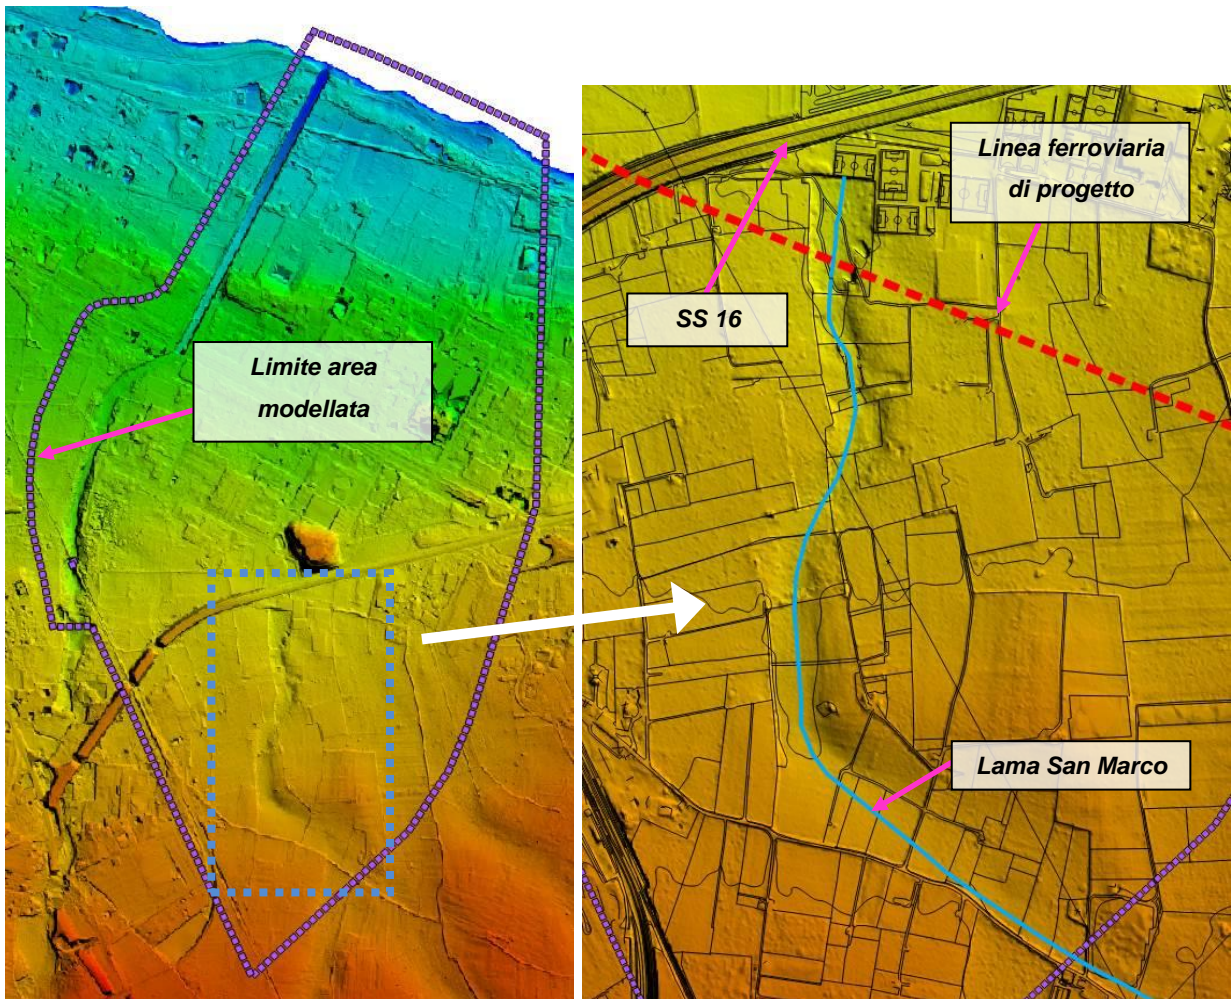 Limite area
modellata
Linea ferroviaria
di progetto
SS 16
Lama San Marco